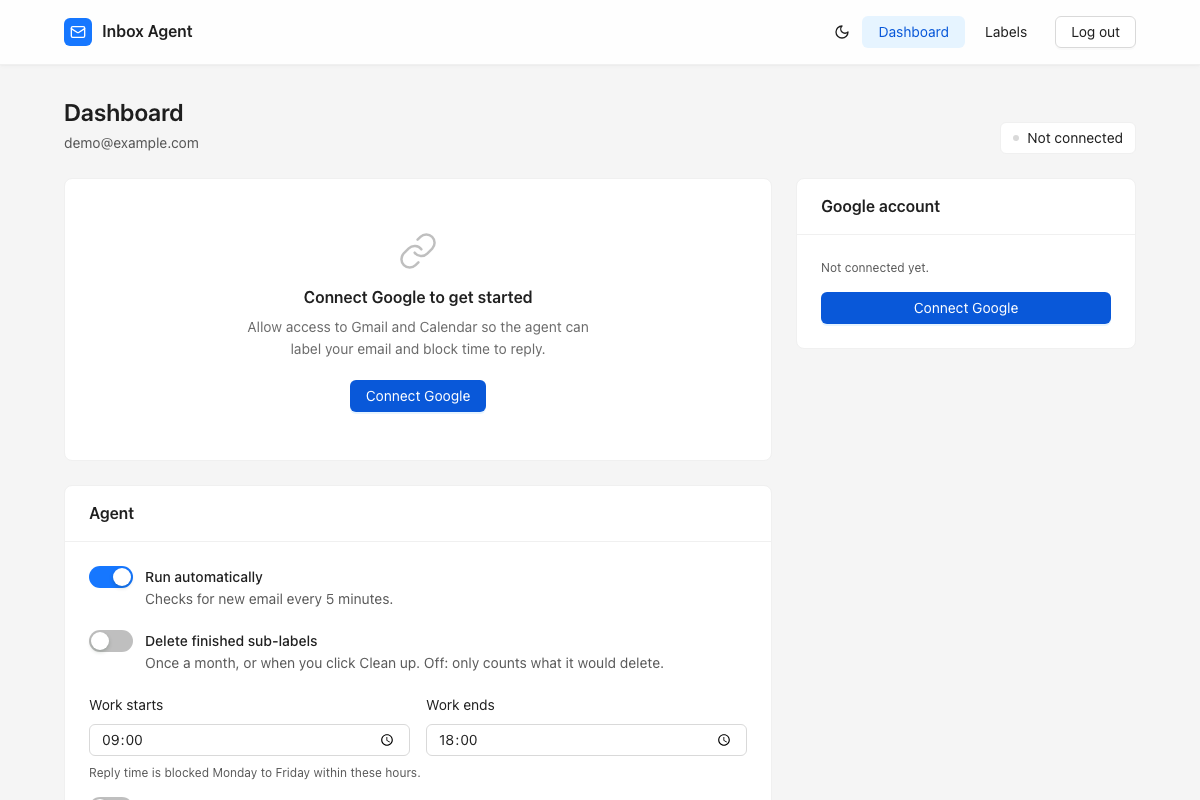 Inbox Agent
Dashboard
Labels
Log out
Dashboard
demo@example.com
Not connected
Connect Google to get started
Allow access to Gmail and Calendar so the agent can
label your email and block time to reply.
Connect Google
Google account
Not connected yet.
Connect Google
Agent
Run automatically
Checks for new email every 5 minutes.
Delete finished sub-labels
Once a month, or when you click Clean up. Off: only counts what it would delete.
Work starts
Work ends
09:00
18:00
Reply time is blocked Monday to Friday within these hours.